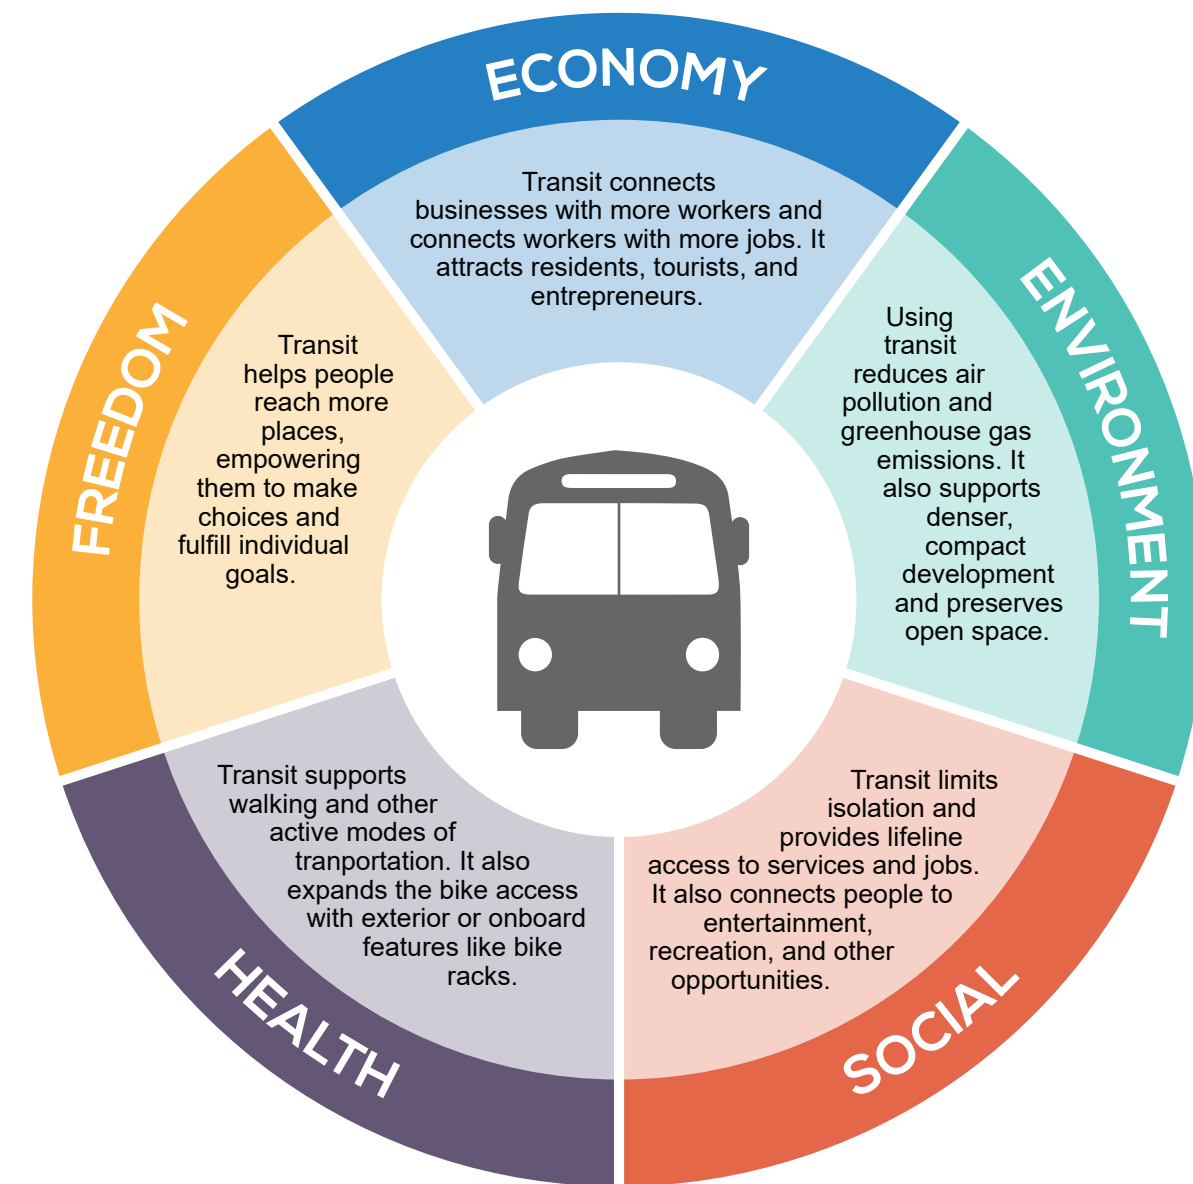 ECONOMY
Transit connects
businesses with more workers and
connects workers with more jobs. It
attracts residents, tourists, and
entrepreneurs.
ENVIRONMENT
Using
transit
reduces air
pollution and
greenhouse gas
emissions. It
also supports
denser,
compact
development
and preserves
open space.
SOCIAL
Transit limits
isolation and
provides lifeline
access to services and jobs.
It also connects people to
entertainment,
recreation, and other
opportunities.
HEALTH
Transit supports
walking and other
active modes of
tranportation. It also
expands the bike access
with exterior or onboard
features like bike
racks.
FREEDOM
Transit
helps people
reach more
places,
empowering
them to make
choices and
fulfill individual
goals.